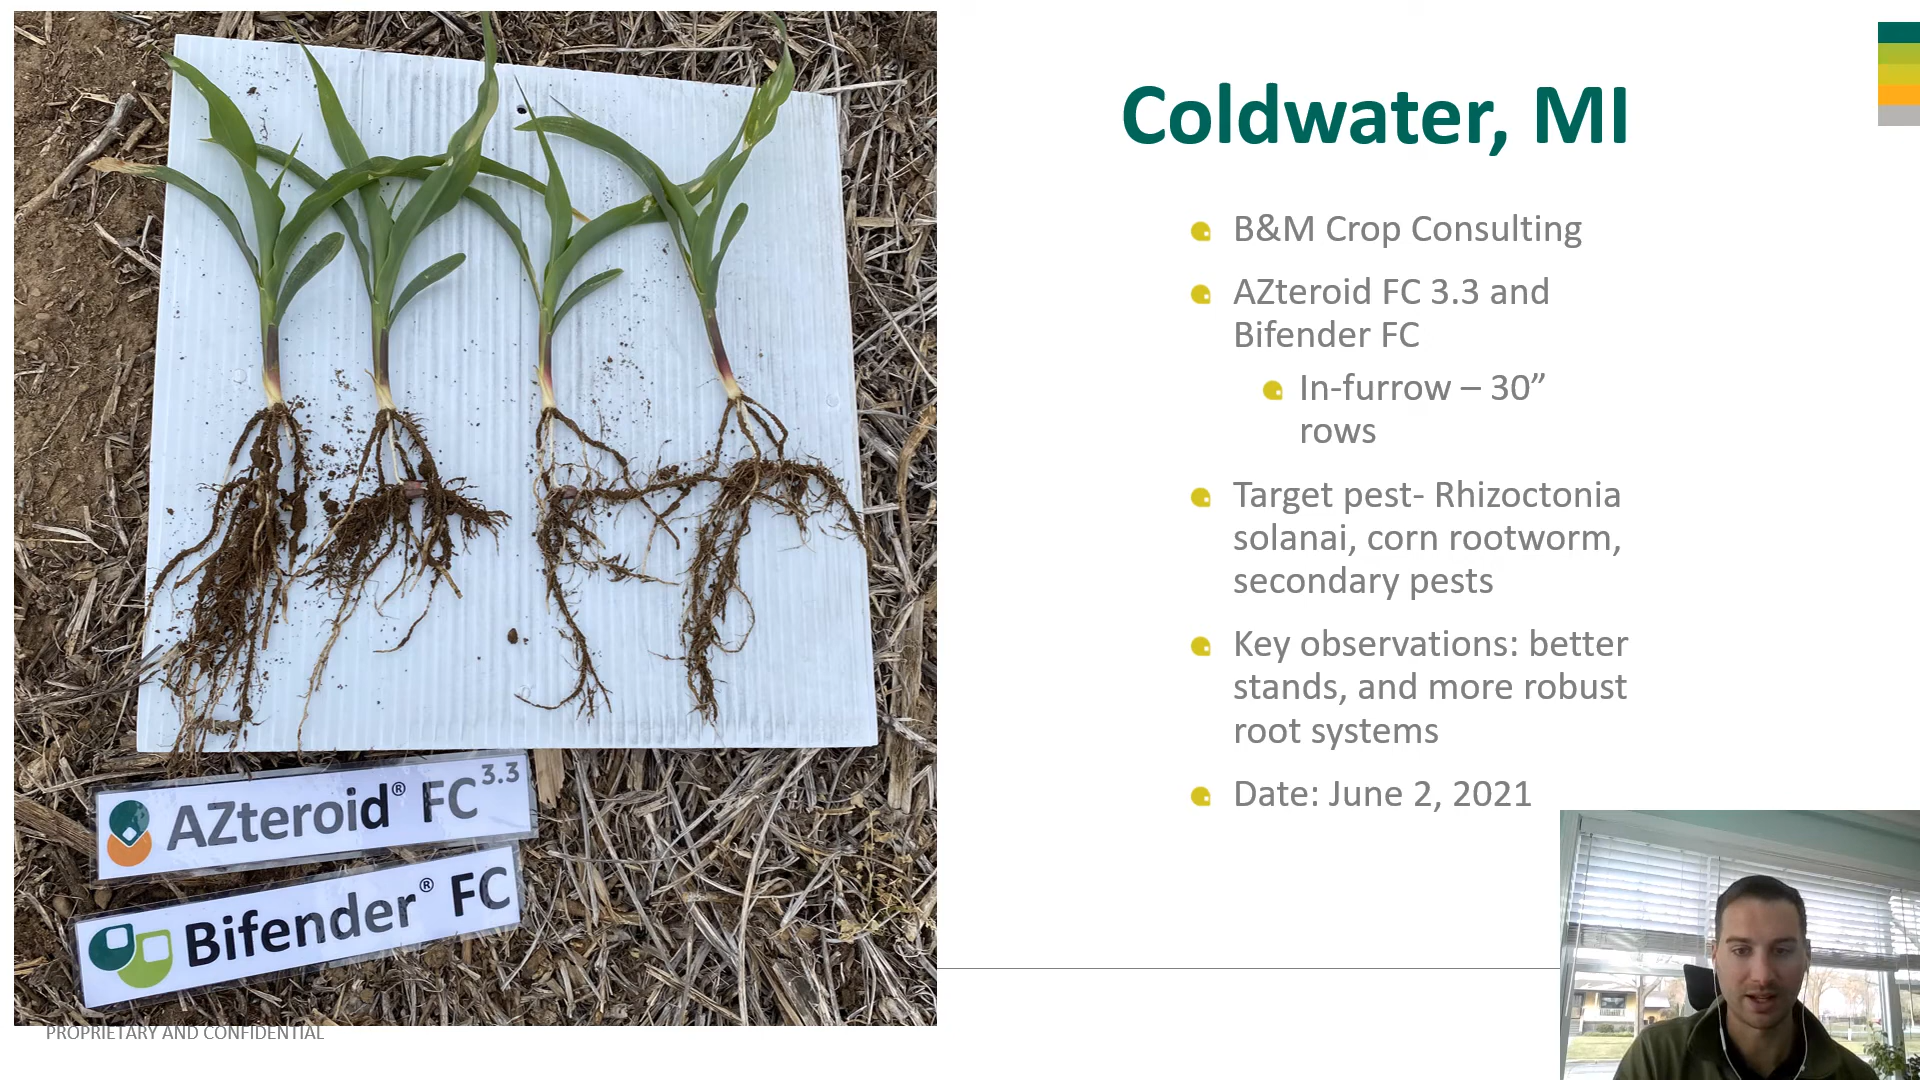 Coldwater, MI
B&M Crop Consulting
AZteroid FC 3.3 and
Bifender FC
In-furrow – 30”
rows
Target pest- Rhizoctonia
solanai, corn rootworm,
secondary pests
Key observations: better
stands, and more robust
root systems
Date: June 2, 2021
AZteroid® FC 3.3
Bifender® FC
PROPRIETARY AND CONFIDENTIAL